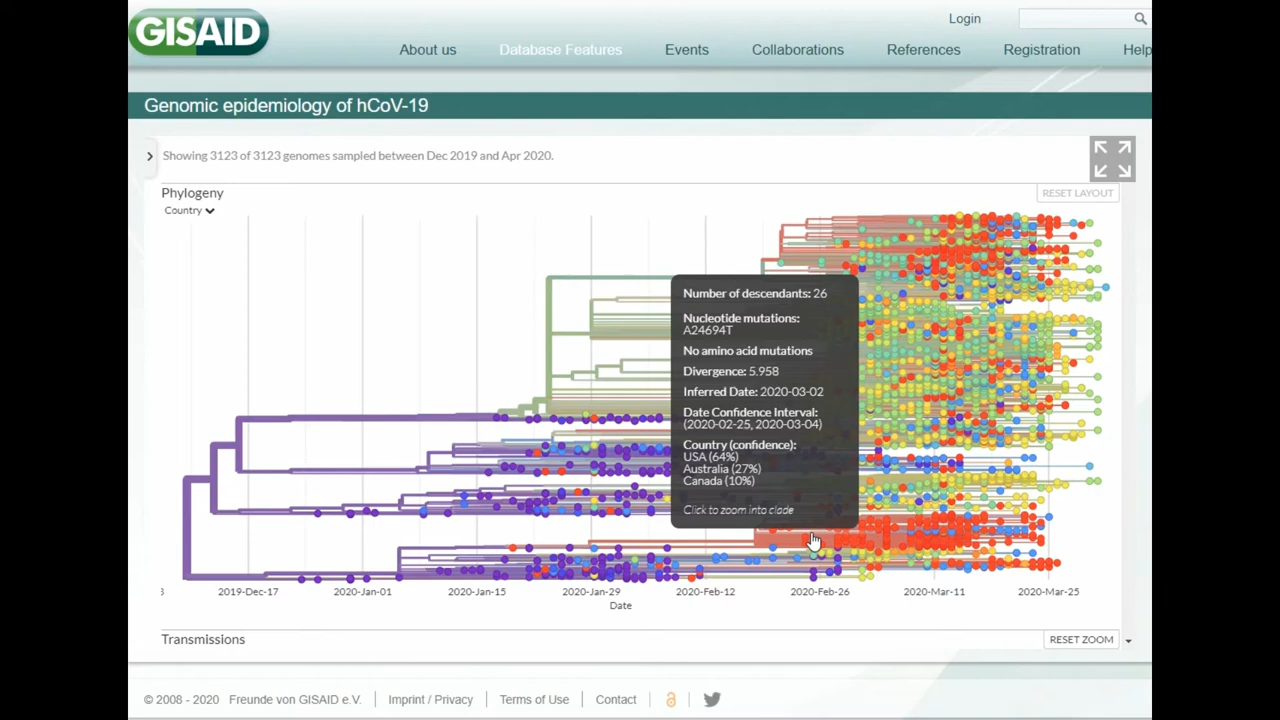 GISAID
Login
About us
Database Features
Events
Collaborations
References
Registration
Help
Genomic epidemiology of hCoV-19
Showing 3123 of 3123 genomes sampled between Dec 2019 and Apr 2020.
Phylogeny
RESET LAYOUT
Country
Number of descendants: 26
Nucleotide mutations:
A24694T
No amino acid mutations
Divergence: 5.958
Inferred Date: 2020-03-02
Date Confidence Interval:
(2020-02-25, 2020-03-04)
Country (confidence):
USA (64%)
Australia (27%)
Canada (10%)
Click to zoom into clade
3 2019-Dec-17 2020-Jan-01 2020-Jan-15 2020-Jan-29 2020-Feb-12 2020-Feb-26 2020-Mar-11 2020-Mar-25
Date
Transmissions
RESET ZOOM
© 2008 - 2020 Freunde von GISAID e.V. Imprint / Privacy Terms of Use Contact